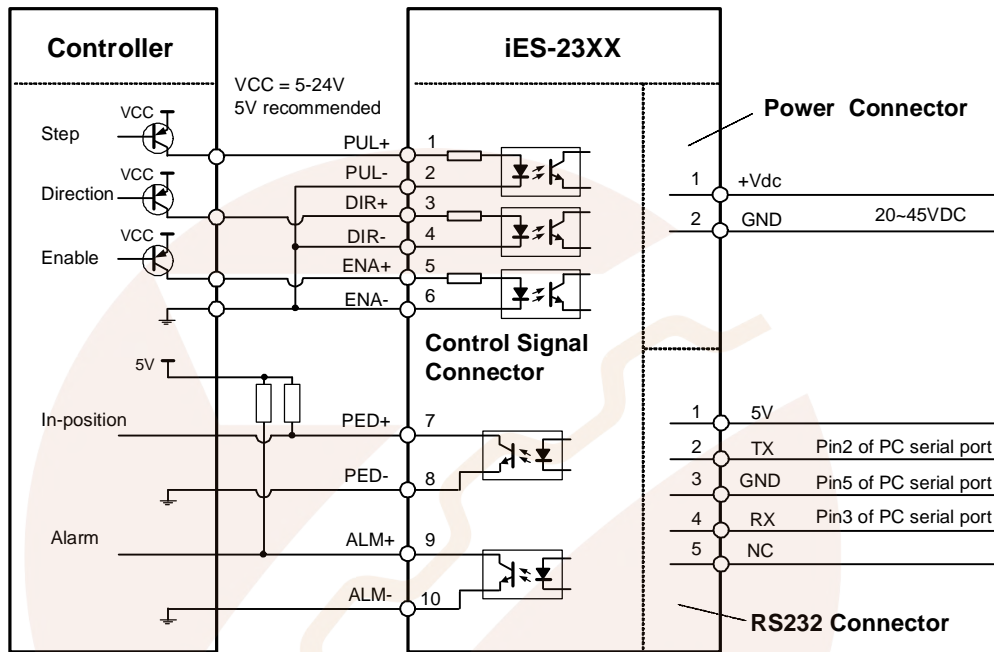 Controller
iES-23XX
VCC = 5-24V
5V recommended
Power Connector
VCC
Step
PUL+
1
PUL-
2
VCC
Direction
DIR+
3
DIR-
4
VCC
Enable
ENA+
5
ENA-
6
1
+Vdc
2
GND
20~45VDC
Control Signal
Connector
5V
In-position
PED+
7
PED-
8
Alarm
ALM+
9
ALM-
10
1
5V
2
TX
Pin2 of PC serial port
3
GND
Pin5 of PC serial port
4
RX
Pin3 of PC serial port
5
NC
RS232 Connector